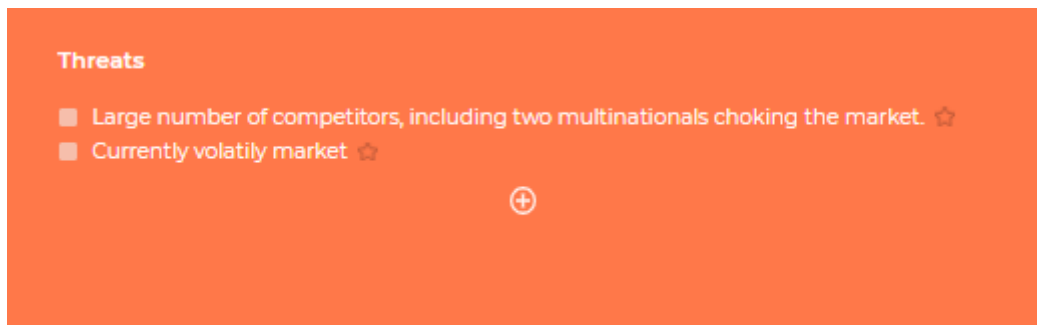 Threats
Large number of competitors, including two multinationals choking the market.
Currently volatily market